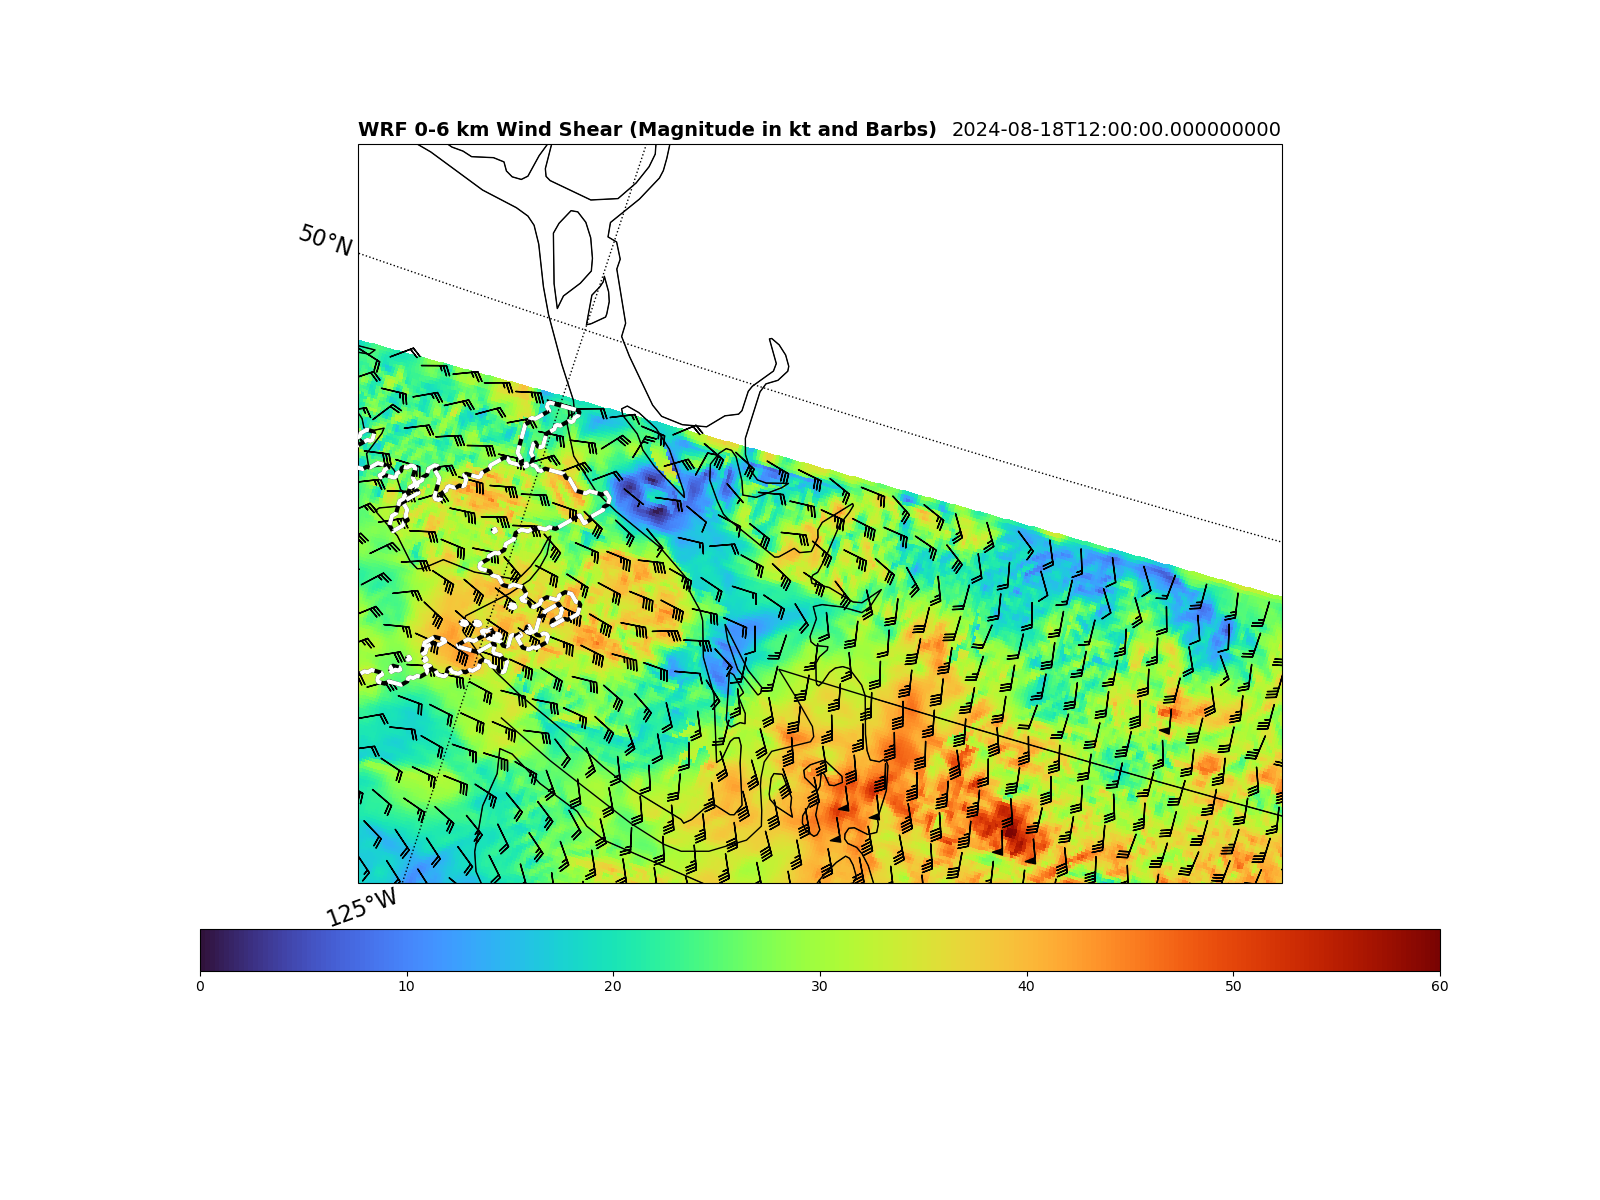 WRF 0-6 km Wind Shear (Magnitude in kt and Barbs) 2024-08-18T12:00:00.000000000
50°N
125°W
0 10 20 30 40 50 60